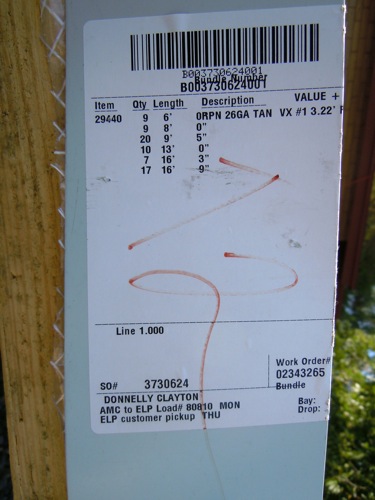 B003730624001
Bundle Number
B003730624001
VALUE +
Item Qty Length Description
29440 9 6' 0" RPN 26GA TAN VX #1 3.22'
9 8' 0"
20 9' 5"
10 13' 0"
7 16' 3"
17 16' 9"
Line 1.000
Work Order#
02343265
SO# 3730624
Bundle
DONNELLY CLAYTON
Bay:
AMC to ELP Load# 80810 MON
Drop:
ELP customer pickup THU